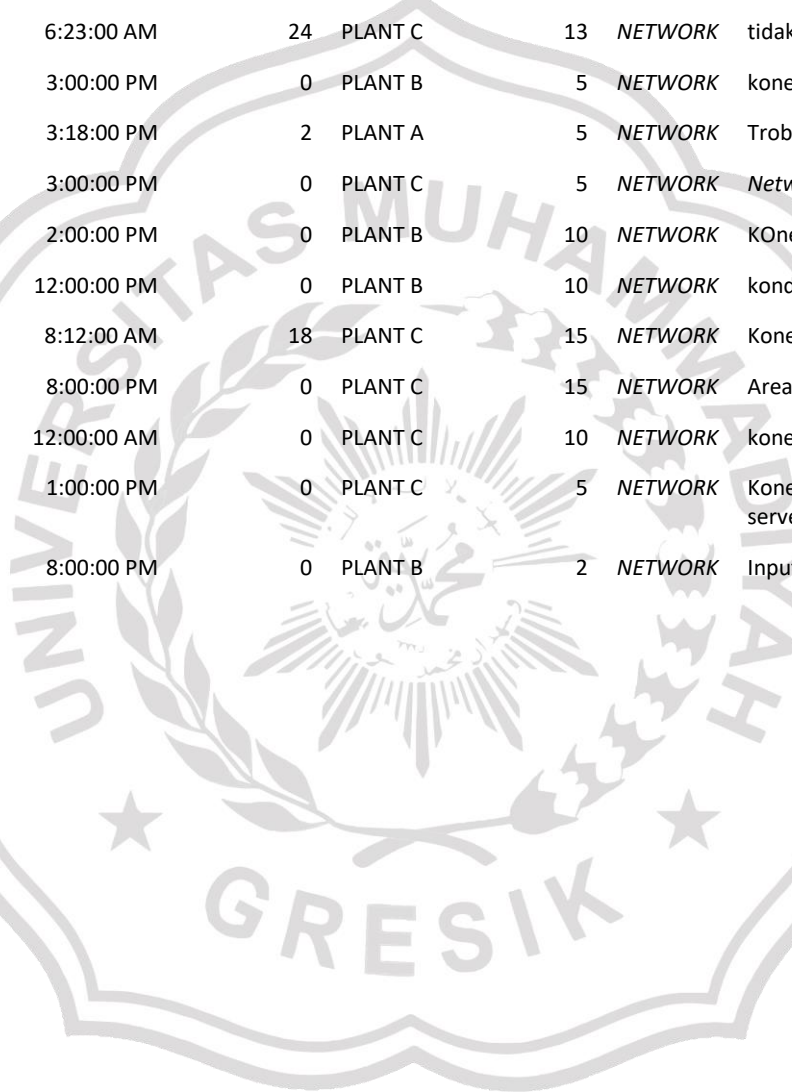 6:23:00 AM 24 PLANT C 13 NETWORK tidak
3:00:00 PM 0 PLANT B 5 NETWORK kone
3:18:00 PM 2 PLANT A 5 NETWORK Trob
3:00:00 PM 0 PLANT C 5 NETWORK Netw
2:00:00 PM 0 PLANT B 10 NETWORK KOne
12:00:00 PM 0 PLANT B 10 NETWORK kond
8:12:00 AM 18 PLANT C 15 NETWORK Kone
8:00:00 PM 0 PLANT C 15 NETWORK Area
12:00:00 AM 0 PLANT C 10 NETWORK kone
1:00:00 PM 0 PLANT C 5 NETWORK Kone
serve
8:00:00 PM 0 PLANT B 2 NETWORK Input
UNIVERSITAS MUHAMMADIYAH
GRESIK